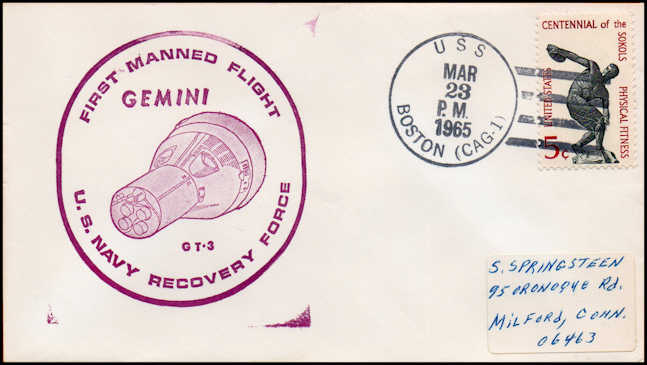 FIRST MANNED FLIGHT
GEMINI
GT-3
U.S. NAVY RECOVERY FORCE
USS
MAR
23
P.M.
1965
BOSTON (CAG-1)
CENTENNIAL of the
SOKOLS
PHYSICAL FITNESS
UNITED STATES
5¢
S. SPRINGSTEEN
95 ORONOQUE Rd.
MILFORD, CONN.
06463